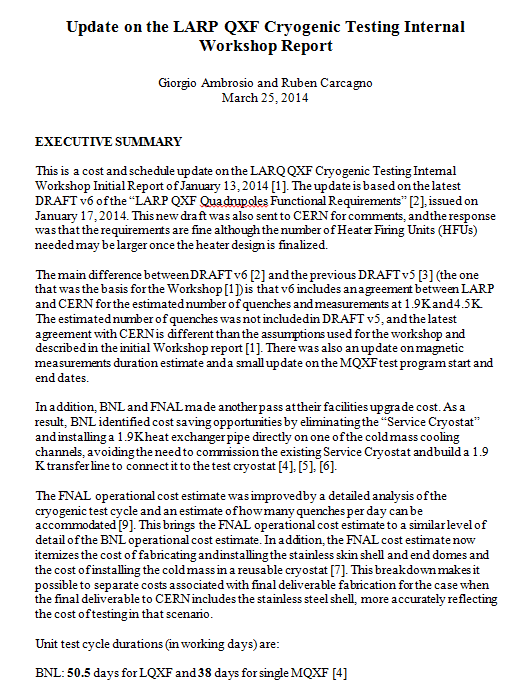 Update on the LARP QXF Cryogenic Testing Internal
Workshop Report
Giorgio Ambrosio and Ruben Carcagno
March 25, 2014
EXECUTIVE SUMMARY
This is a cost and schedule update on the LARQ QXF Cryogenic Testing Internal
Workshop Initial Report of January 13, 2014 [1]. The update is based on the latest
DRAFT v6 of the “LARP QXF Quadrupoles Functional Requirements” [2], issued on
January 17, 2014. This new draft was also sent to CERN for comments, and the response
was that the requirements are fine although the number of Heater Firing Units (HFUs)
needed may be larger once the heater design is finalized.
The main difference between DRAFT v6 [2] and the previous DRAFT v5 [3] (the one
that was the basis for the Workshop [1]) is that v6 includes an agreement between LARP
and CERN for the estimated number of quenches and measurements at 1.9K and 4.5K.
The estimated number of quenches was not included in DRAFT v5, and the latest
agreement with CERN is different than the assumptions used for the workshop and
described in the initial Workshop report [1]. There was also an update on magnetic
measurements duration estimate and a small update on the MQXF test program start and
end dates.
In addition, BNL and FNAL made another pass at their facilities upgrade cost. As a
result, BNL identified cost saving opportunities by eliminating the “Service Cryostat”
and installing a 1.9K heat exchanger pipe directly on one of the cold mass cooling
channels, avoiding the need to commission the existing Service Cryostat and build a 1.9
K transfer line to connect it to the test cryostat [4], [5], [6].
The FNAL operational cost estimate was improved by a detailed analysis of the
cryogenic test cycle and an estimate of how many quenches per day can be
accommodated [9]. This brings the FNAL operational cost estimate to a similar level of
detail of the BNL operational cost estimate. In addition, the FNAL cost estimate now
itemizes the cost of fabricating and installing the stainless skin shell and end domes and
the cost of installing the cold mass in a reusable cryostat [7]. This breakdown makes it
possible to separate costs associated with final deliverable fabrication for the case when
the final deliverable to CERN includes the stainless steel shell, more accurately reflecting
the cost of testing in that scenario.
Unit test cycle durations (in working days) are:
BNL: 50.5 days for LQXF and 38 days for single MQXF [4]